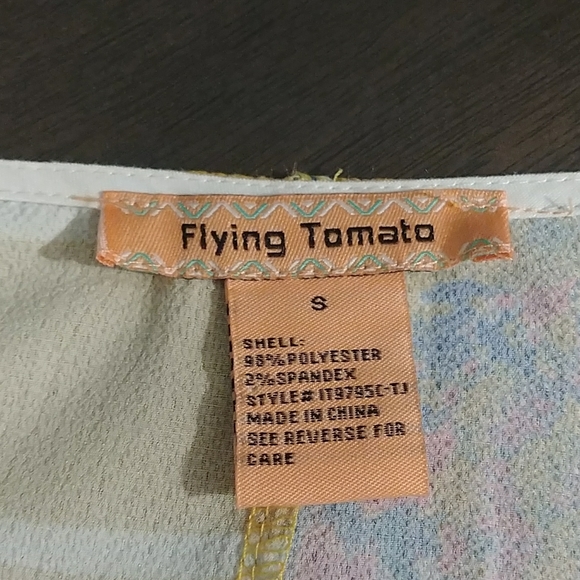 Flying Tomato
S
SHELL:
98%POLYESTER
2%SPANDEX
STYLE# IT9795C-TJ
MADE IN CHINA
SEE REVERSE FOR
CARE